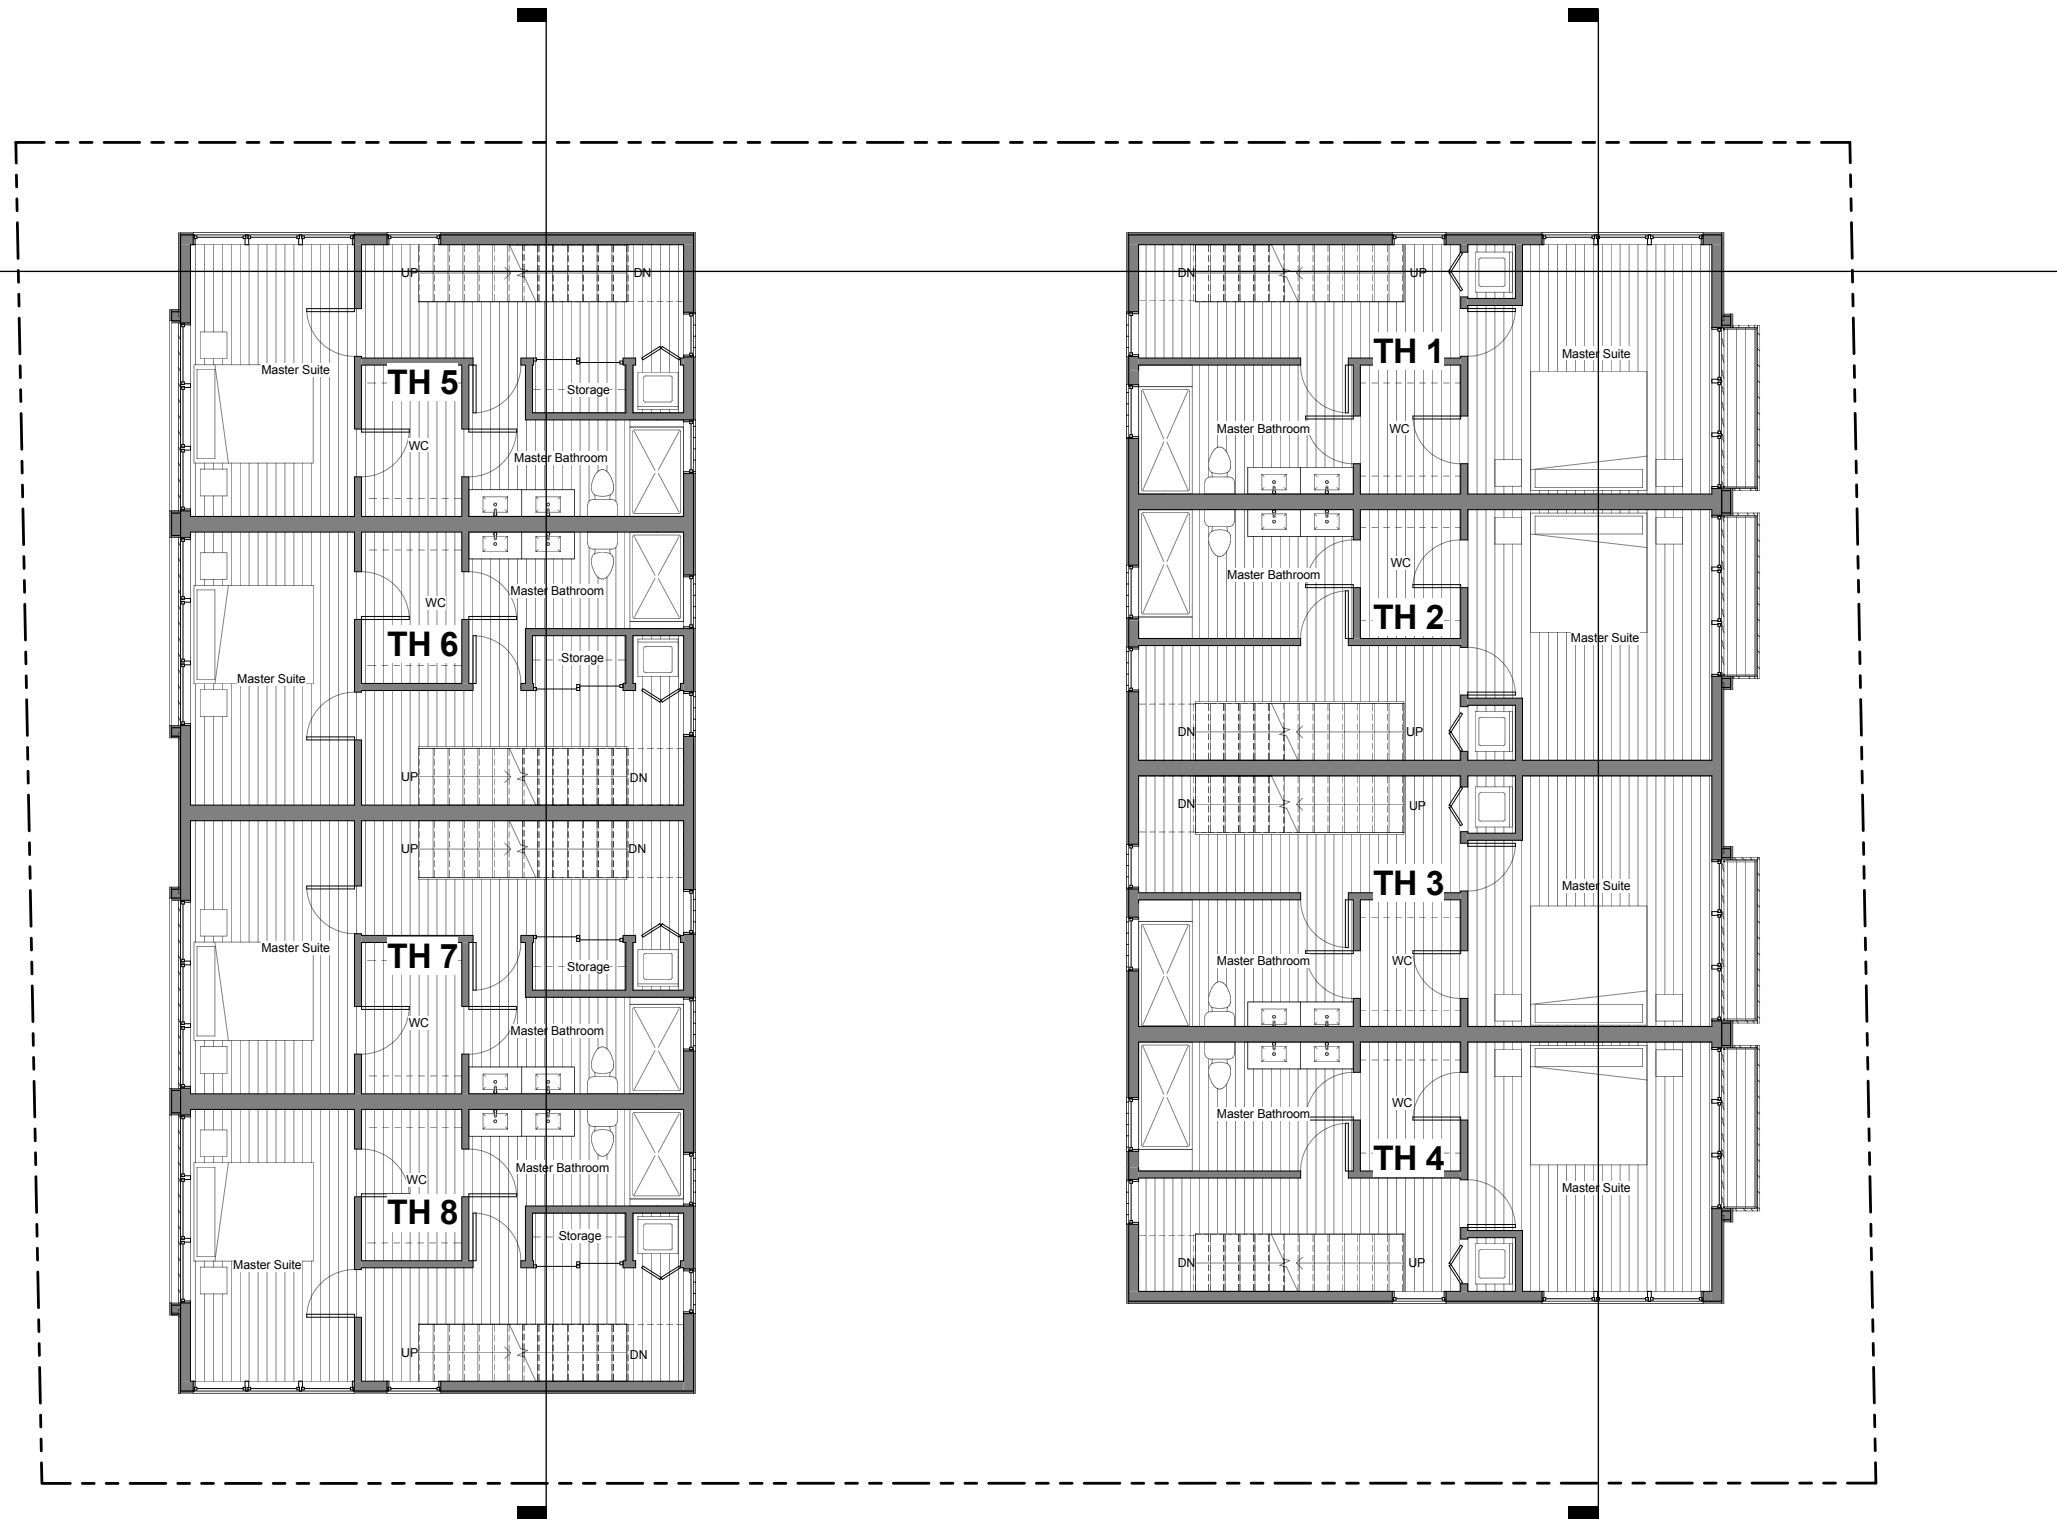 UP
DN
Master Suite
TH 5
Storage
WC
Master Bathroom
Master Bathroom
WC
TH 6
Storage
Master Suite
UP
DN
UP
DN
Master Suite
TH 7
Storage
WC
Master Bathroom
Master Bathroom
WC
TH 8
Storage
Master Suite
UP
DN
DN
UP
TH 1
Master Suite
Master Bathroom
WC
WC
Master Bathroom
TH 2
Master Suite
DN
UP
DN
UP
TH 3
Master Suite
Master Bathroom
WC
WC
Master Bathroom
TH 4
Master Suite
DN
UP